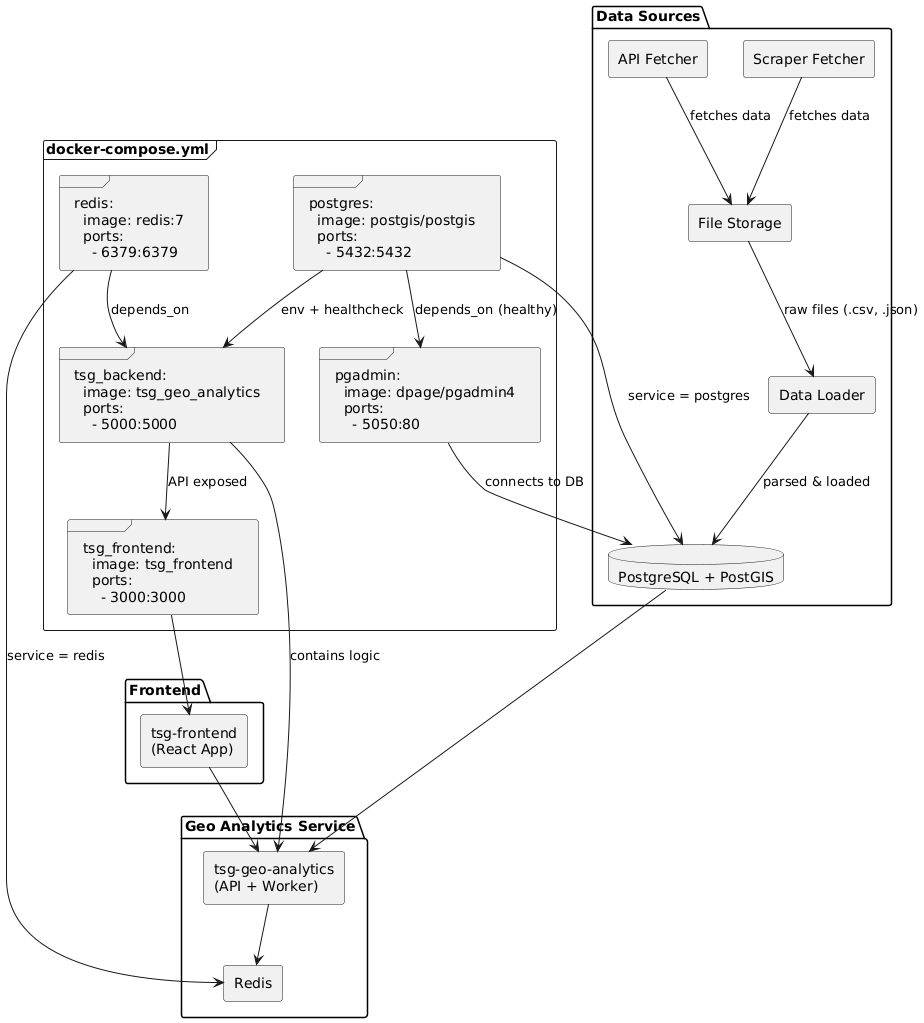 Data Sources
API Fetcher
Scraper Fetcher
fetches data
fetches data
File Storage
raw files (.csv, .json)
Data Loader
parsed & loaded
PostgreSQL + PostGIS
docker-compose.yml
redis:
image: redis:7
ports:
- 6379:6379
postgres:
image: postgis/postgis
ports:
- 5432:5432
depends_on
env + healthcheck
depends_on (healthy)
service = postgres
tsg_backend:
image: tsg_geo_analytics
ports:
- 5000:5000
pgadmin:
image: dpage/pgadmin4
ports:
- 5050:80
API exposed
connects to DB
tsg_frontend:
image: tsg_frontend
ports:
- 3000:3000
service = redis
contains logic
Frontend
tsg-frontend
(React App)
Geo Analytics Service
tsg-geo-analytics
(API + Worker)
Redis